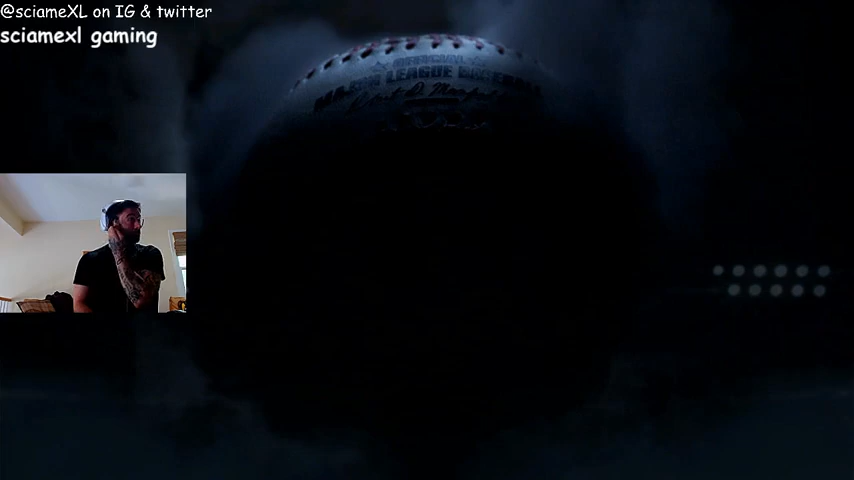 @sciameXL on IG & twitter
sciamexl gaming
OFFICIAL
MAJOR LEAGUE BASEBALL